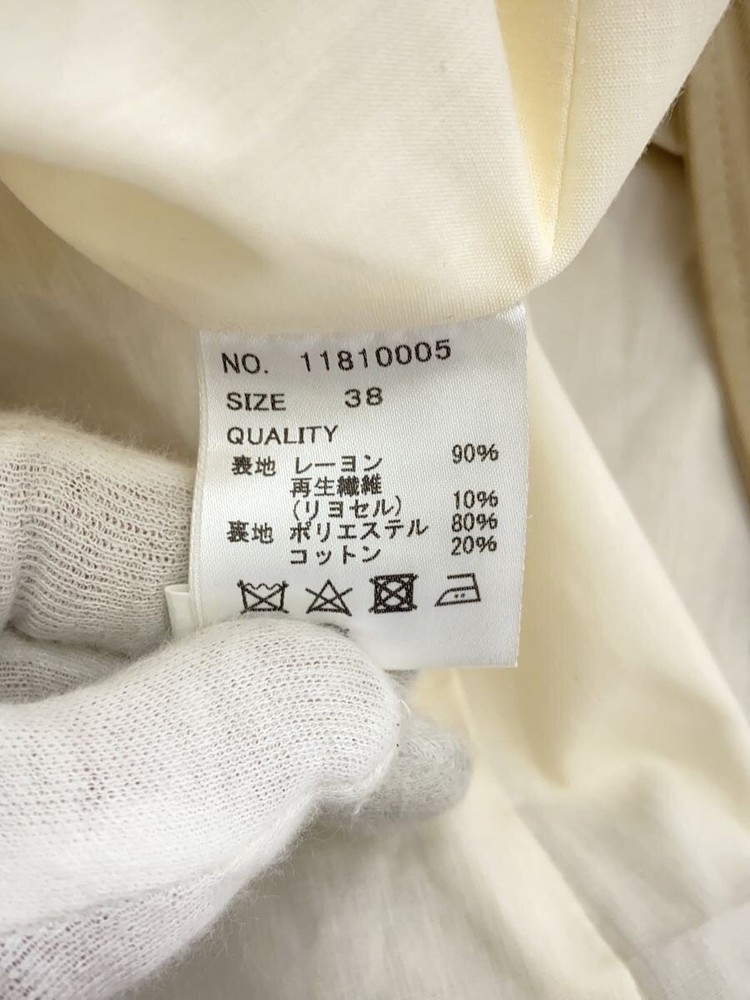 NO. 11810005
SIZE 38
QUALITY
表地 レーヨン 90%
再生繊維
(リヨセル) 10%
裏地 ポリエステル 80%
コットン 20%